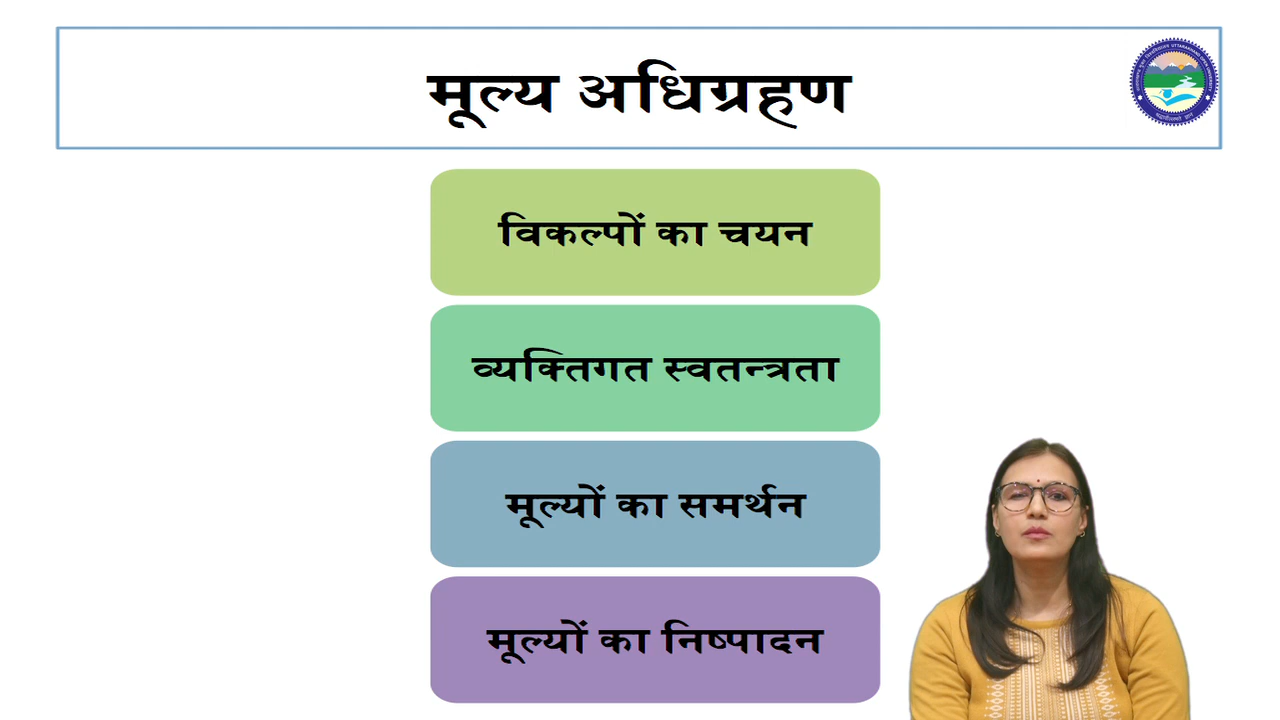 मूल्य अधिग्रहण
विकल्पों का चयन
व्यक्तिगत स्वतन्त्रता
मूल्यों का समर्थन
मूल्यों का निष्पादन